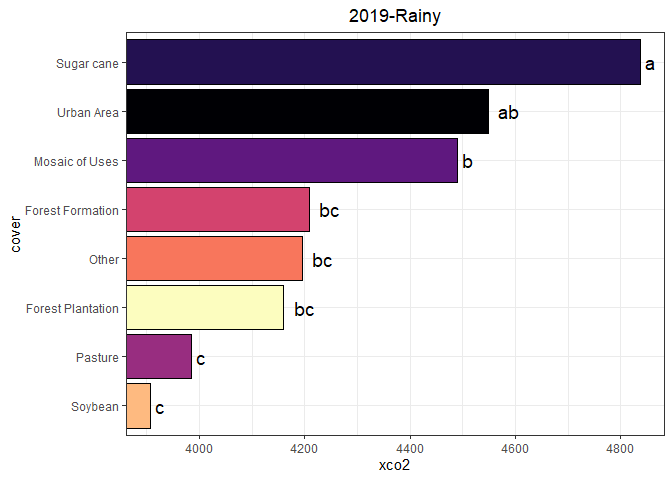 2019-Rainy
Sugar cane a
Urban Area ab
Mosaic of Uses b
Forest Formation bc
Other bc
Forest Plantation bc
Pasture c
Soybean c
cover
4000 4200 4400 4600 4800
xco2